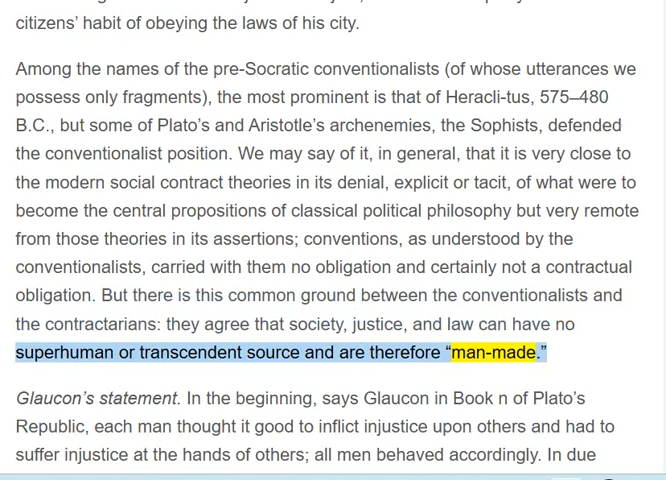 citizens’ habit of obeying the laws of his city.
Among the names of the pre-Socratic conventionalists (of whose utterances we
possess only fragments), the most prominent is that of Heracli-tus, 575–480
B.C., but some of Plato’s and Aristotle’s archenemies, the Sophists, defended
the conventionalist position. We may say of it, in general, that it is very close to
the modern social contract theories in its denial, explicit or tacit, of what were to
become the central propositions of classical political philosophy but very remote
from those theories in its assertions; conventions, as understood by the
conventionalists, carried with them no obligation and certainly not a contractual
obligation. But there is this common ground between the conventionalists and
the contractarians: they agree that society, justice, and law can have no
superhuman or transcendent source and are therefore “man-made.”
Glaucon’s statement. In the beginning, says Glaucon in Book n of Plato’s
Republic, each man thought it good to inflict injustice upon others and had to
suffer injustice at the hands of others; all men behaved accordingly. In due